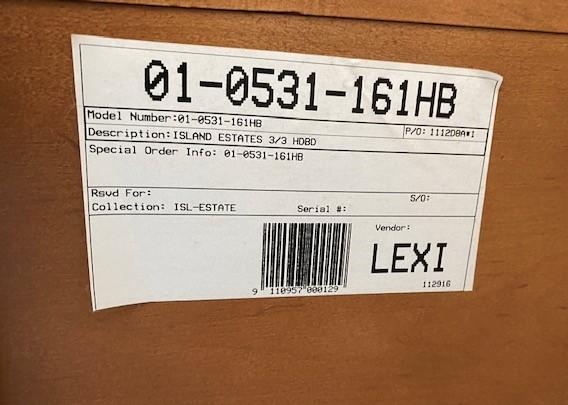 01-0531-161HB
Model Number:01-0531-161HB P/O: 1112D8A*1
Description:ISLAND ESTATES 3/3 HDBD
Special Order Info: 01-0531-161HB
Rsvd For: S/O:
Collection: ISL-ESTATE Serial #:
Vendor:
LEXI
9 110957 000129 112916